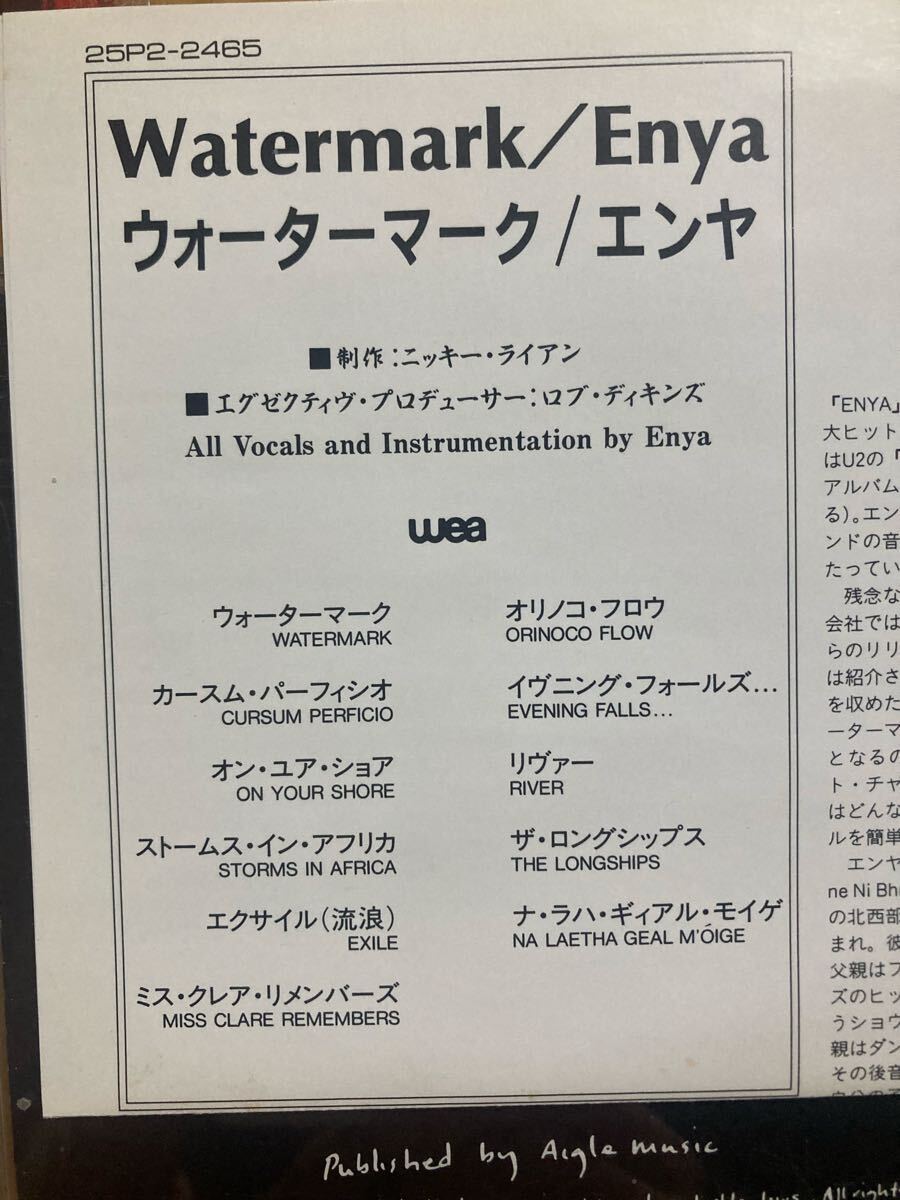 25P2-2465
Watermark／Enya
ウォーターマーク／エンヤ
■制作：ニッキー・ライアン
■エグゼクティヴ・プロデューサー：ロブ・ディキンズ
All Vocals and Instrumentation by Enya
wea
ウォーターマーク
WATERMARK
カースム・パーフィシオ
CURSUM PERFICIO
オン・ユア・ショア
ON YOUR SHORE
ストームス・イン・アフリカ
STORMS IN AFRICA
エクサイル（流浪）
EXILE
ミス・クレア・リメンバーズ
MISS CLARE REMEMBERS
オリノコ・フロウ
ORINOCO FLOW
イヴニング・フォールズ…
EVENING FALLS…
リヴァー
RIVER
ザ・ロングシップス
THE LONGSHIPS
ナ・ラハ・ギィアル・モイゲ
NA LAETHA GEAL M'ÓIGE
「ENYA」
大ヒット
はU2の「
アルバム
る)。エン
ンドの音
たってい
残念な
会社では
らのリリ
は紹介さ
を収めた
ーターマ
となるの
ト・チャ
はどんな
ルを簡単
エンヤ
ne Ni Bh
の北西部
まれ。彼
父親はフ
ズのヒッ
うショウ
親はダン
その後音
Published by Aigle music
All right